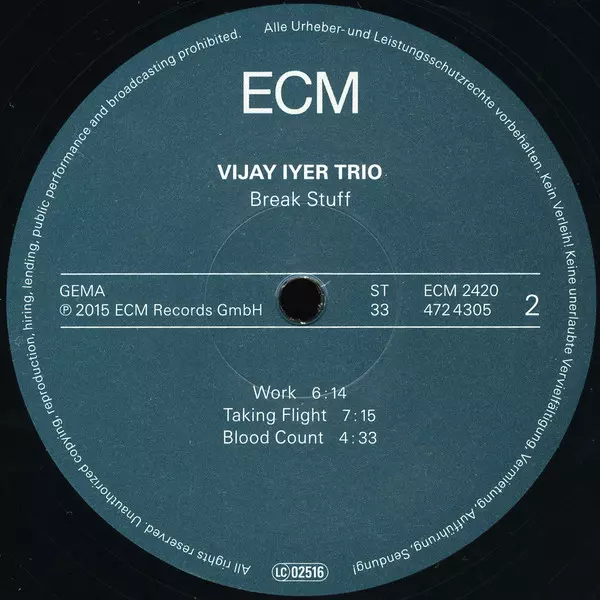 Alle Urheber- und Leistungsschutzrechte vorbehalten. Kein Verleih! Keine unerlaubte Vervielfältigung, Vermietung, Aufführung, Sendung!
ECM
VIJAY IYER TRIO
Break Stuff
GEMA ST ECM 2420
℗ 2015 ECM Records GmbH 33 472 4305 2
Work 6:14
Taking Flight 7:15
Blood Count 4:33
All rights reserved. Unauthorized copying, reproduction, hiring, lending, public performance and broadcasting prohibited.
LC 02516